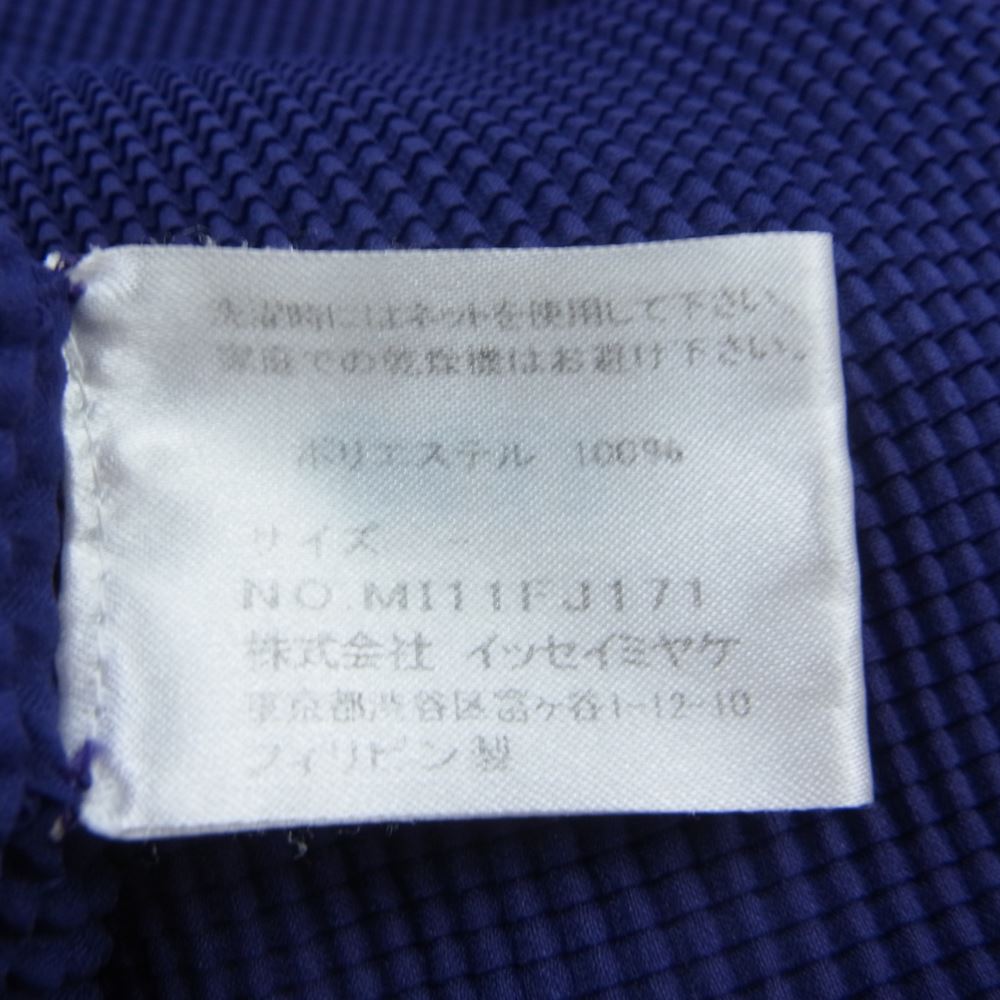 洗濯時にはネットを使用して下さい。
家庭での乾燥機はお避け下さい。
ポリエステル 100%
サイズ -
NO.MI11FJ171
株式会社 イッセイミヤケ
東京都渋谷区富ヶ谷1-12-10
フィリピン製